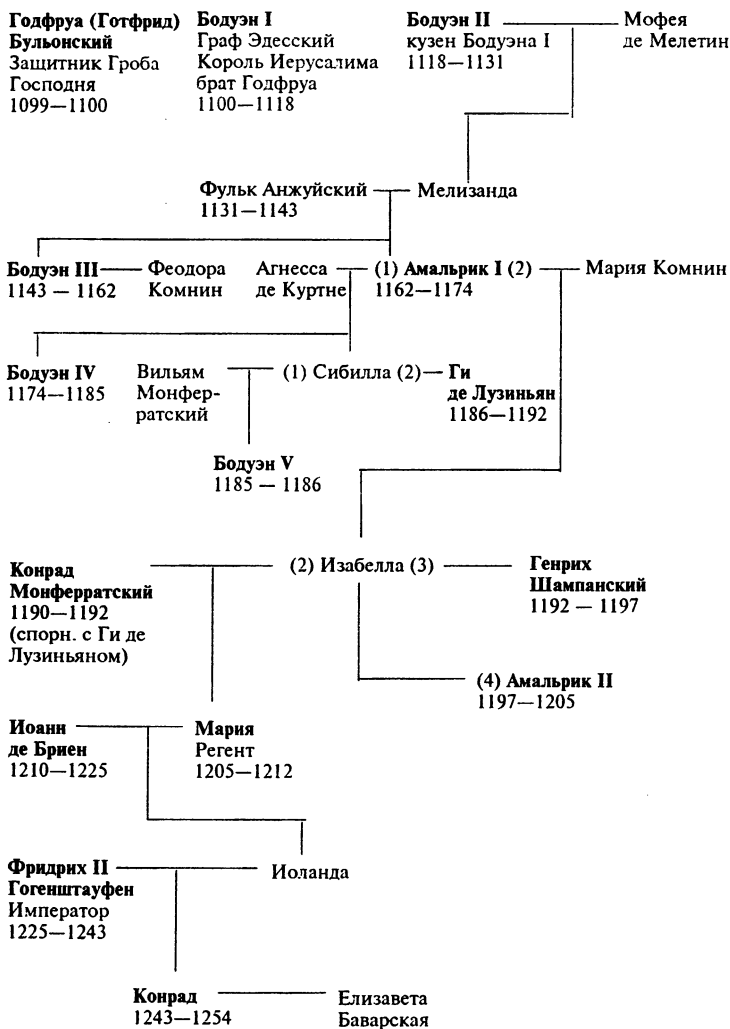 Годфруа (Готфрид)
Бульонский
Защитник Гроба
Господня
1099—1100
Бодуэн I
Граф Эдесский
Король Иерусалима
брат Годфруа
1100—1118
Бодуэн II
кузен Бодуэна I
1118—1131
Мофея
де Мелетин
Фульк Анжуйский
1131—1143
Мелизанда
Бодуэн III
1143 — 1162
Феодора
Комнин
Агнесса
де Куртне
(1) Амальрик I (2)
1162—1174
Мария Комнин
Бодуэн IV
1174—1185
Вильям
Монфер-
ратский
(1) Сибилла (2)
Ги
де Лузиньян
1186—1192
Бодуэн V
1185 — 1186
Конрад
Монферратский
1190—1192
(спорн. с Ги де
Лузиньяном)
(2) Изабелла (3)
Генрих
Шампанский
1192 — 1197
(4) Амальрик II
1197—1205
Иоанн
де Бриен
1210—1225
Мария
Регент
1205—1212
Фридрих II
Гогенштауфен
Император
1225—1243
Иоланда
Конрад
1243—1254
Елизавета
Баварская